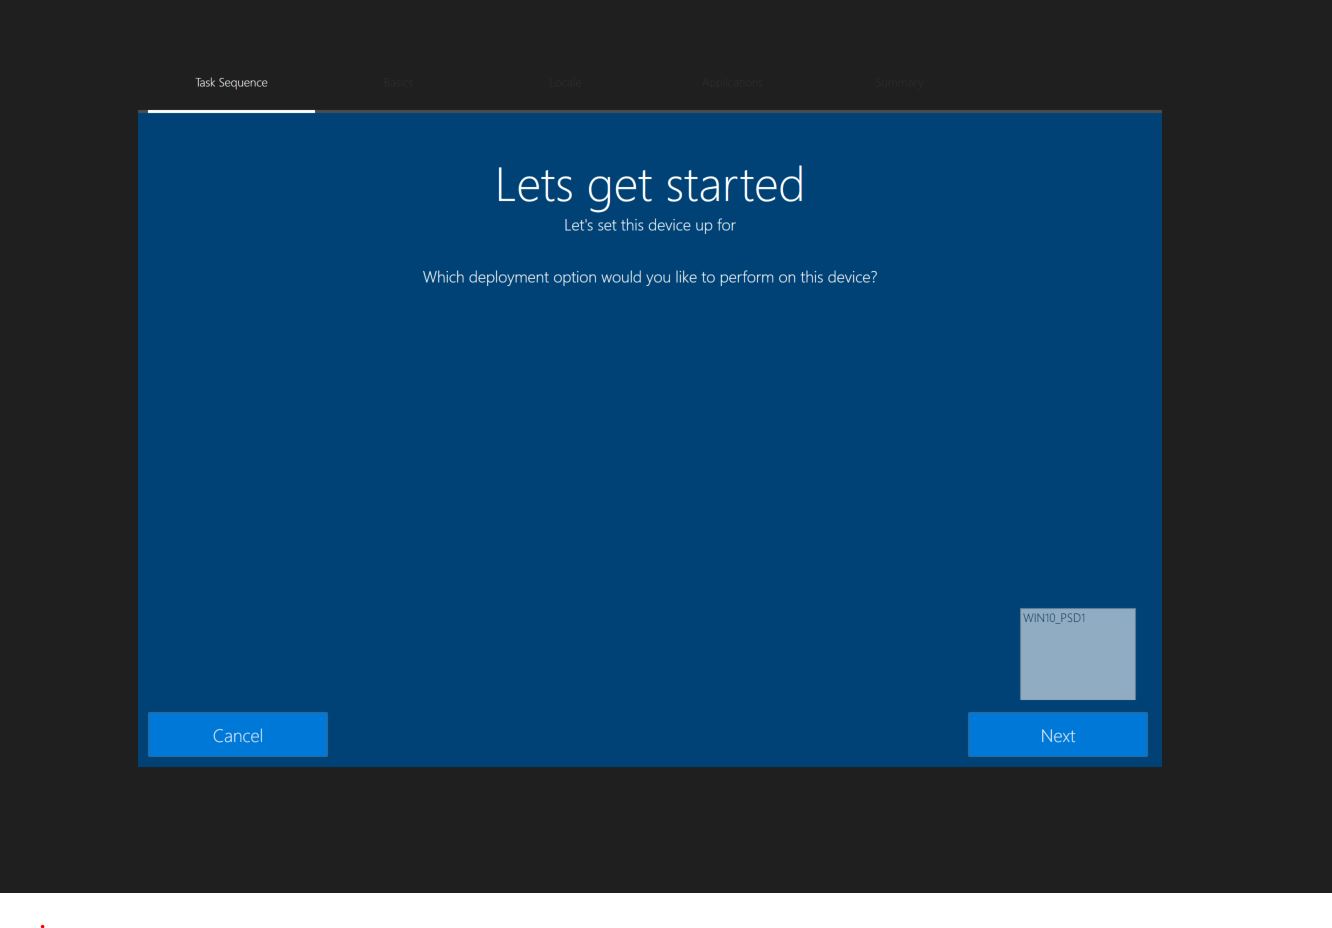 Task Sequence
Basics
Locale
Applications
Summary
Lets get started
Let's set this device up for
Which deployment option would you like to perform on this device?
WIN10_PSD1
Cancel
Next